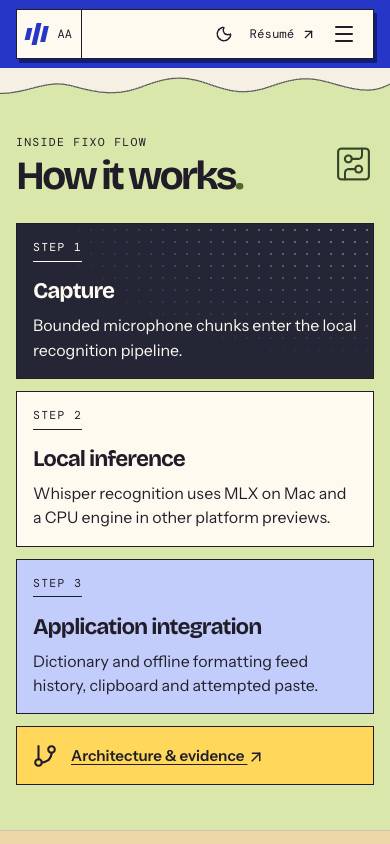 AA
Résumé
INSIDE FIXO FLOW
How it works.
STEP 1
Capture
Bounded microphone chunks enter the local
recognition pipeline.
STEP 2
Local inference
Whisper recognition uses MLX on Mac and
a CPU engine in other platform previews.
STEP 3
Application integration
Dictionary and offline formatting feed
history, clipboard and attempted paste.
Architecture & evidence